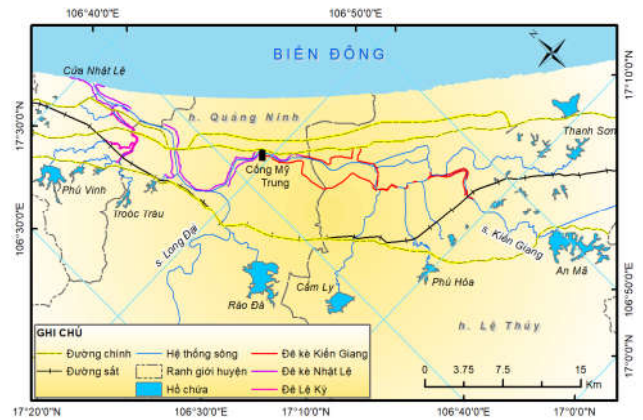 106°40'0"E
106°50'0"E
BIỂN ĐÔNG
N
Cửa Nhật Lệ
17°10'0"N
h. Quảng Ninh
17°30'0"N
Thanh Sơn
Cống Mỹ
Trung
Phú Vinh
Troóc Trâu
106°30'0"E
s. Long Đại
s. Kiến Giang
An Mã
Rào Đá
Cẩm Ly
Phú Hòa
106°50'0"E
h. Lệ Thủy
GHI CHÚ
Đường chính
Hệ thống sông
Đê kè Kiến Giang
Đường sắt
Ranh giới huyện
Đê kè Nhật Lệ
Hồ chứa
Đê Lệ Kỳ
0 3.75 7.5 15
Km
17°0'0"N
17°20'0"N
106°30'0"E
17°10'0"N
106°40'0"E
17°0'0"N